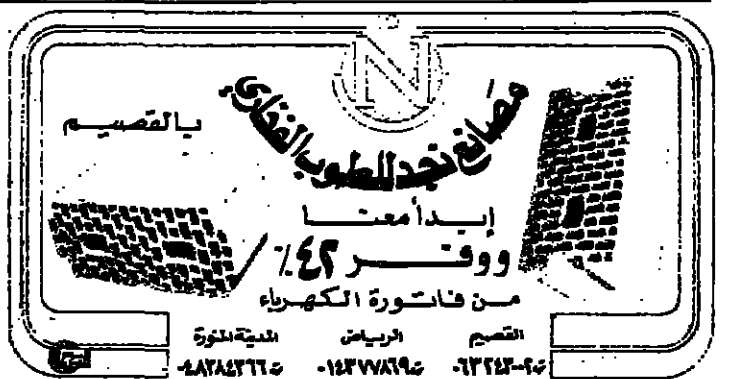 N
مصانع نجد للطوب الفخاري
بالقصيم
إبدأ معنا
ووفر ٤٢٪
من فاتورة الكهرباء
القصيم الرياض المدينة المنورة